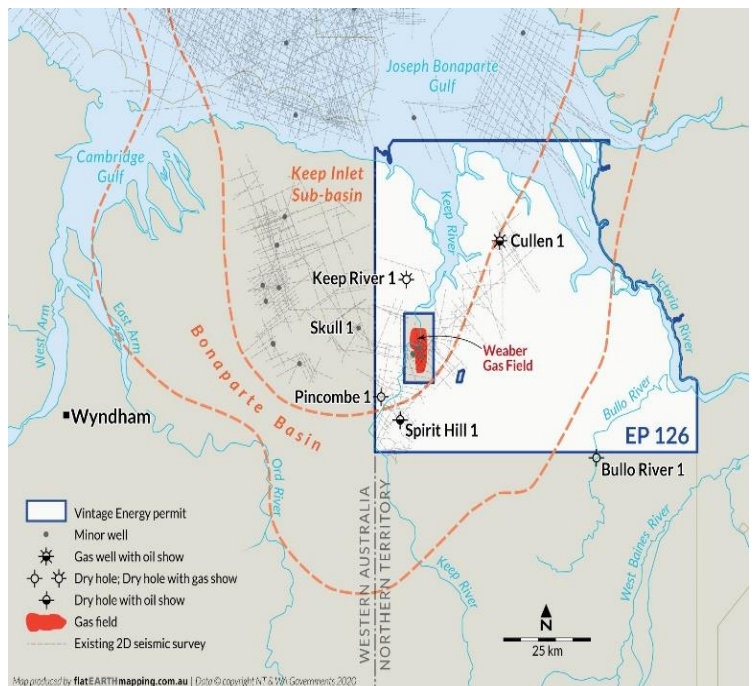 Joseph Bonaparte
Gulf
Cambridge
Gulf
Keep Inlet
Sub-basin
Keep River
Cullen 1
Keep River 1
Victoria
River
Skull 1
Weaber
Gas Field
West Arm
East Arm
Bonaparte Basin
Pincombe 1
Wyndham
Spirit Hill 1
Bullo River
EP 126
Bullo River 1
Ord River
West Baines River
Keep River
WESTERN AUSTRALIA
NORTHERN TERRITORY
Vintage Energy permit
Minor well
Gas well with oil show
Dry hole; Dry hole with gas show
Dry hole with oil show
Gas field
Existing 2D seismic survey
N
25 km
Map produced by flatEARTHmapping.com.au | Data © copyright NT & WA Governments 2020